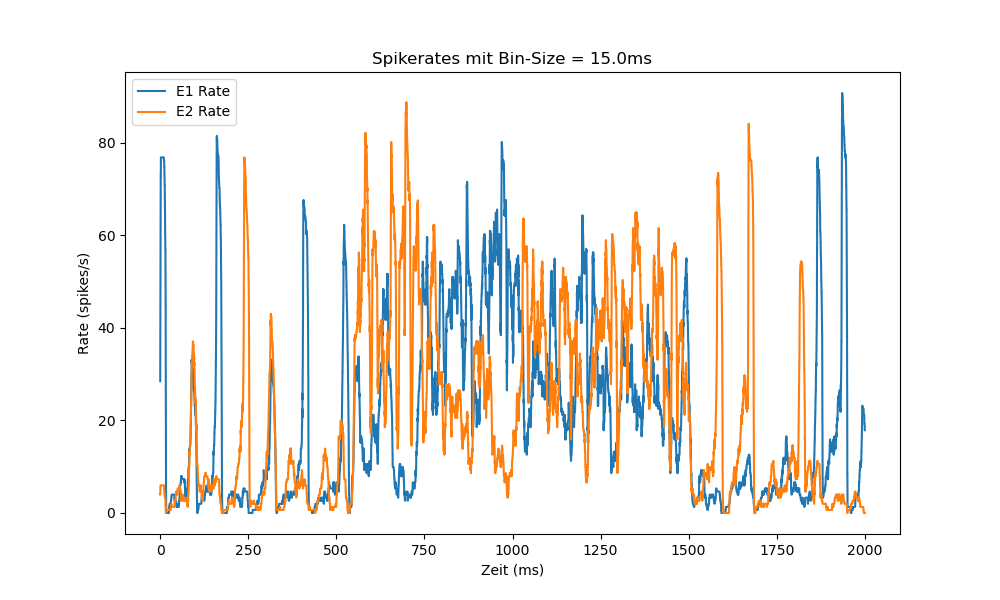 Spikerates mit Bin-Size = 15.0ms
E1 Rate
E2 Rate
Rate (spikes/s)
80
60
40
20
0
0 250 500 750 1000 1250 1500 1750 2000
Zeit (ms)